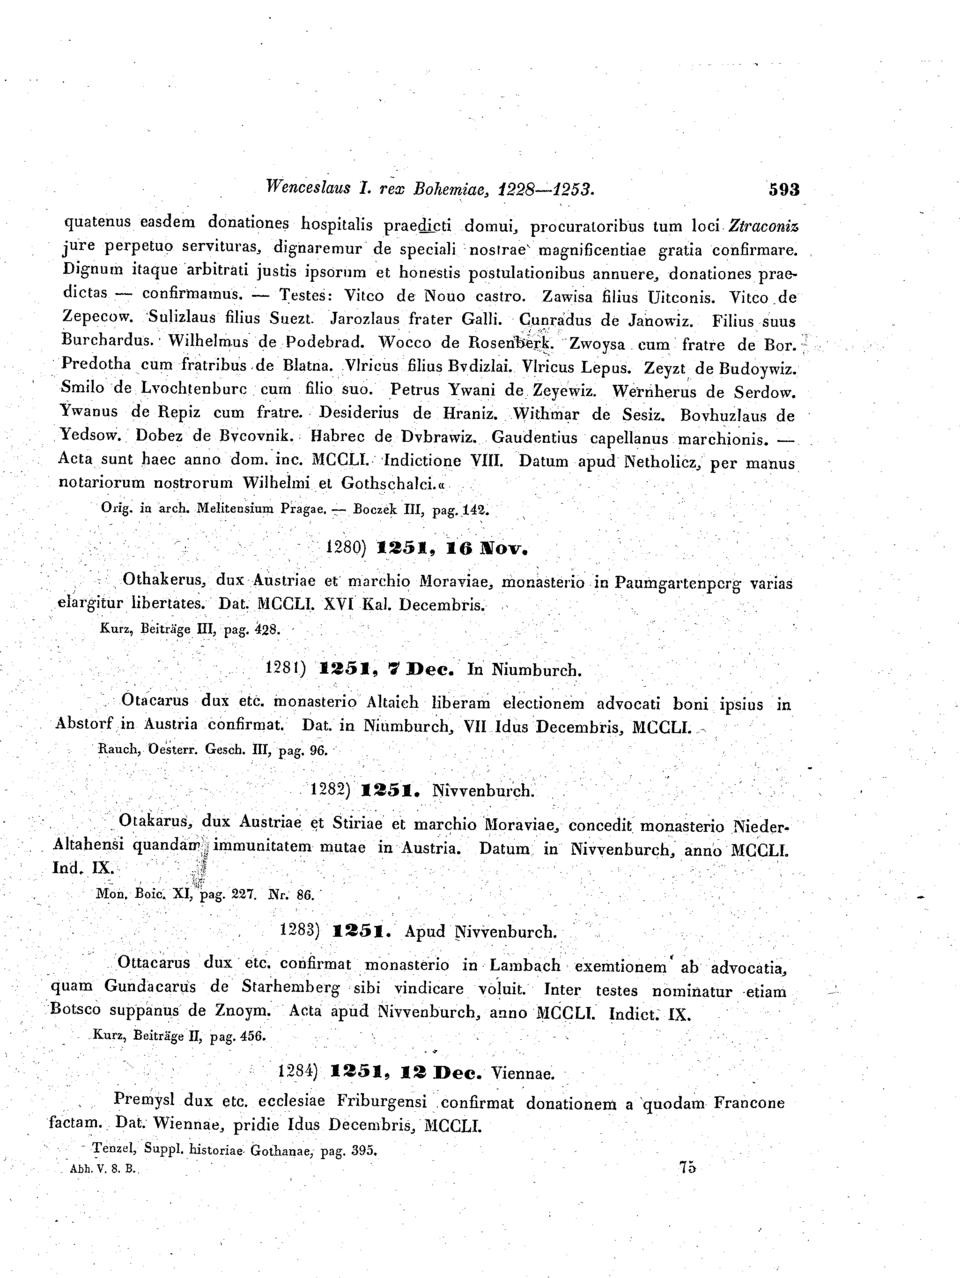 Wenceslaus I. rex Bohemiae, 1228—1253. 593
quatenus easdem donationes hospitalis praedicti domui, procuratoribus tum loci Ztraconiz
jure perpetuo servituras, dignaremur de speciali nostrae magnificentiae gratia confirmare.
Dignum itaque arbitrati justis ipsorum et honestis postulationibus annuere, donationes prae-
dictas — confirmamus. — Testes: Vitco de Nouo castro. Zawisa filius Uitconis. Vitco de
Zepecow. Sulizlaus filius Suezt. Jarozlaus frater Galli. Cunradus de Janowiz. Filius suus
Burchardus. Wilhelmus de Podebrad. Wocco de Rosenberk. Zwoysa cum fratre de Bor.
Predotha cum fratribus de Blatna. Vlricus filius Bvdizlai. Vlricus Lepus. Zeyzt de Budoywiz.
Smilo de Lvochtenburc cum filio suo. Petrus Ywani de Zeyewiz. Wernherus de Serdow.
Ywanus de Repiz cum fratre. Desiderius de Hraniz. Withmar de Sesiz. Bovhuzlaus de
Yedsow. Dobez de Bvcovnik. Habrec de Dvbrawiz. Gaudentius capellanus marchionis. —
Acta sunt haec anno dom. inc. MCCLI. Indictione VIII. Datum apud Netholicz, per manus
notariorum nostrorum Wilhelmi et Gothschalci.«
Orig. in arch. Melitensium Pragae. — Boczek III, pag. 142.
1280) 1251, 16 Nov.
Othakerus, dux Austriae et marchio Moraviae, monasterio in Paumgartenperg varias
elargitur libertates. Dat. MCCLI. XVI Kal. Decembris.
Kurz, Beiträge III, pag. 428.
1281) 1251, 7 Dec. In Niumburch.
Otacarus dux etc. monasterio Altaich liberam electionem advocati boni ipsius in
Abstorf in Austria confirmat. Dat. in Niumburch, VII Idus Decembris, MCCLI.
Rauch, Oesterr. Gesch. III, pag. 96.
1282) 1251. Nivvenburch.
Otakarus, dux Austriae et Stiriae et marchio Moraviae, concedit monasterio Nieder-
Altahensi quandam immunitatem mutae in Austria. Datum in Nivvenburch, anno MCCLI.
Ind. IX.
Mon. Boic. XI, pag. 227. Nr. 86.
1283) 1251. Apud Nivvenburch.
Ottacarus dux etc. confirmat monasterio in Lambach exemtionem ab advocatia,
quam Gundacarus de Starhemberg sibi vindicare voluit. Inter testes nominatur etiam
Botsco suppanus de Znoym. Acta apud Nivvenburch, anno MCCLI. Indict. IX.
Kurz, Beiträge II, pag. 456.
1284) 1251, 12 Dec. Viennae.
Premysl dux etc. ecclesiae Friburgensi confirmat donationem a quodam Francone
factam. Dat. Wiennae, pridie Idus Decembris, MCCLI.
Tenzel, Suppl. historiae Gothanae, pag. 395.
Abh. V. 8. B. 75